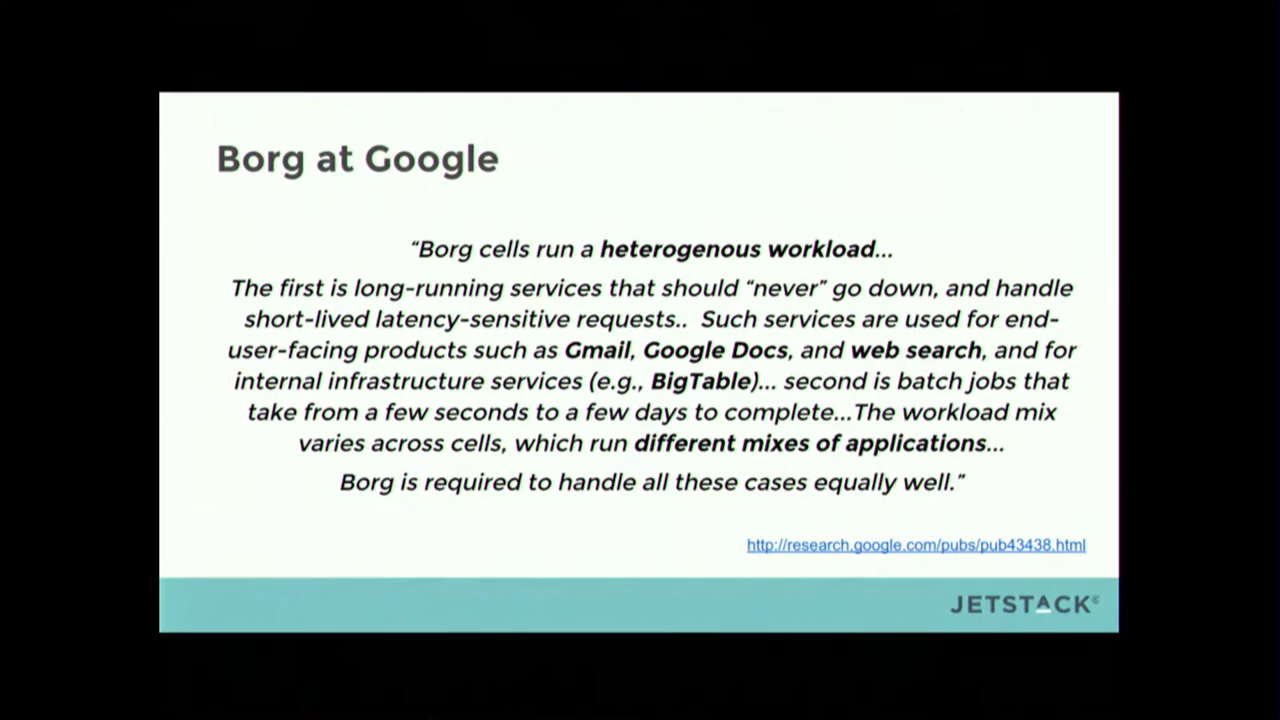 Borg at Google
“Borg cells run a heterogenous workload...
The first is long-running services that should “never” go down, and handle
short-lived latency-sensitive requests..  Such services are used for end-
user-facing products such as Gmail, Google Docs, and web search, and for
internal infrastructure services (e.g., BigTable)... second is batch jobs that
take from a few seconds to a few days to complete...The workload mix
varies across cells, which run different mixes of applications...
Borg is required to handle all these cases equally well.”
http://research.google.com/pubs/pub43438.html
JETSTACK